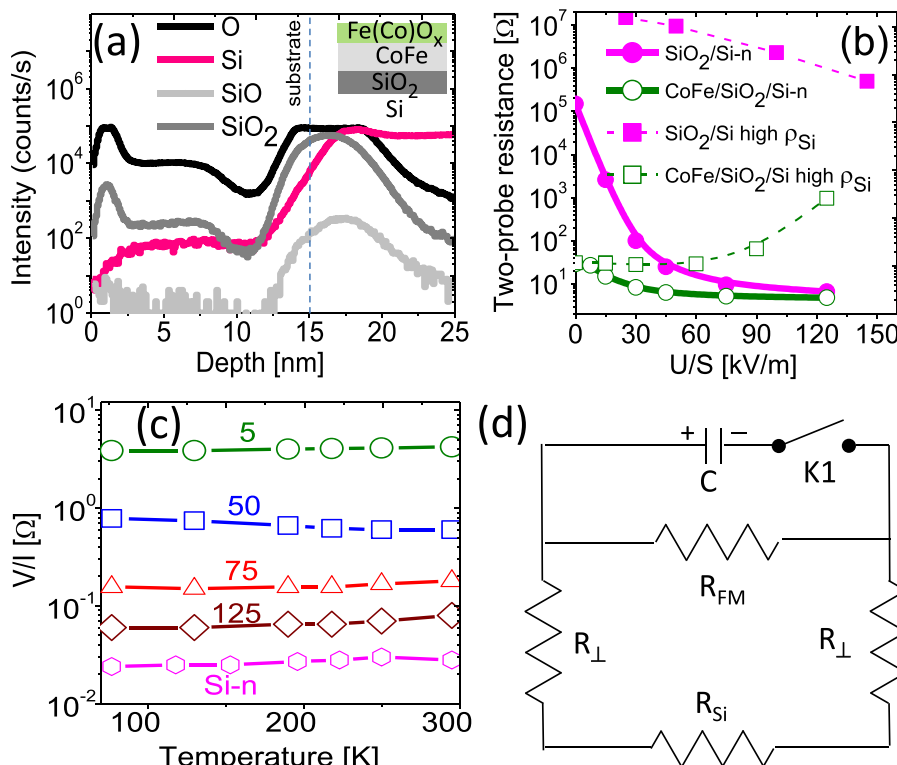 (a)
O
Si
SiO
SiO2
substrate
Fe(Co)Ox
CoFe
SiO2
Si
Intensity (counts/s)
10^6
10^4
10^2
10^0
0 5 10 15 20 25
Depth [nm]
(b)
SiO2/Si-n
CoFe/SiO2/Si-n
SiO2/Si high ρSi
CoFe/SiO2/Si high ρSi
Two-probe resistance [Ω]
10^7
10^6
10^5
10^4
10^3
10^2
10^1
10^0
0 30 60 90 120 150
U/S [kV/m]
(c)
5
50
75
125
Si-n
V/I [Ω]
10^1
10^0
10^-1
10^-2
100 200 300
Temperature [K]
(d)
+ −
C
K1
RFM
R⊥
R⊥
RSi